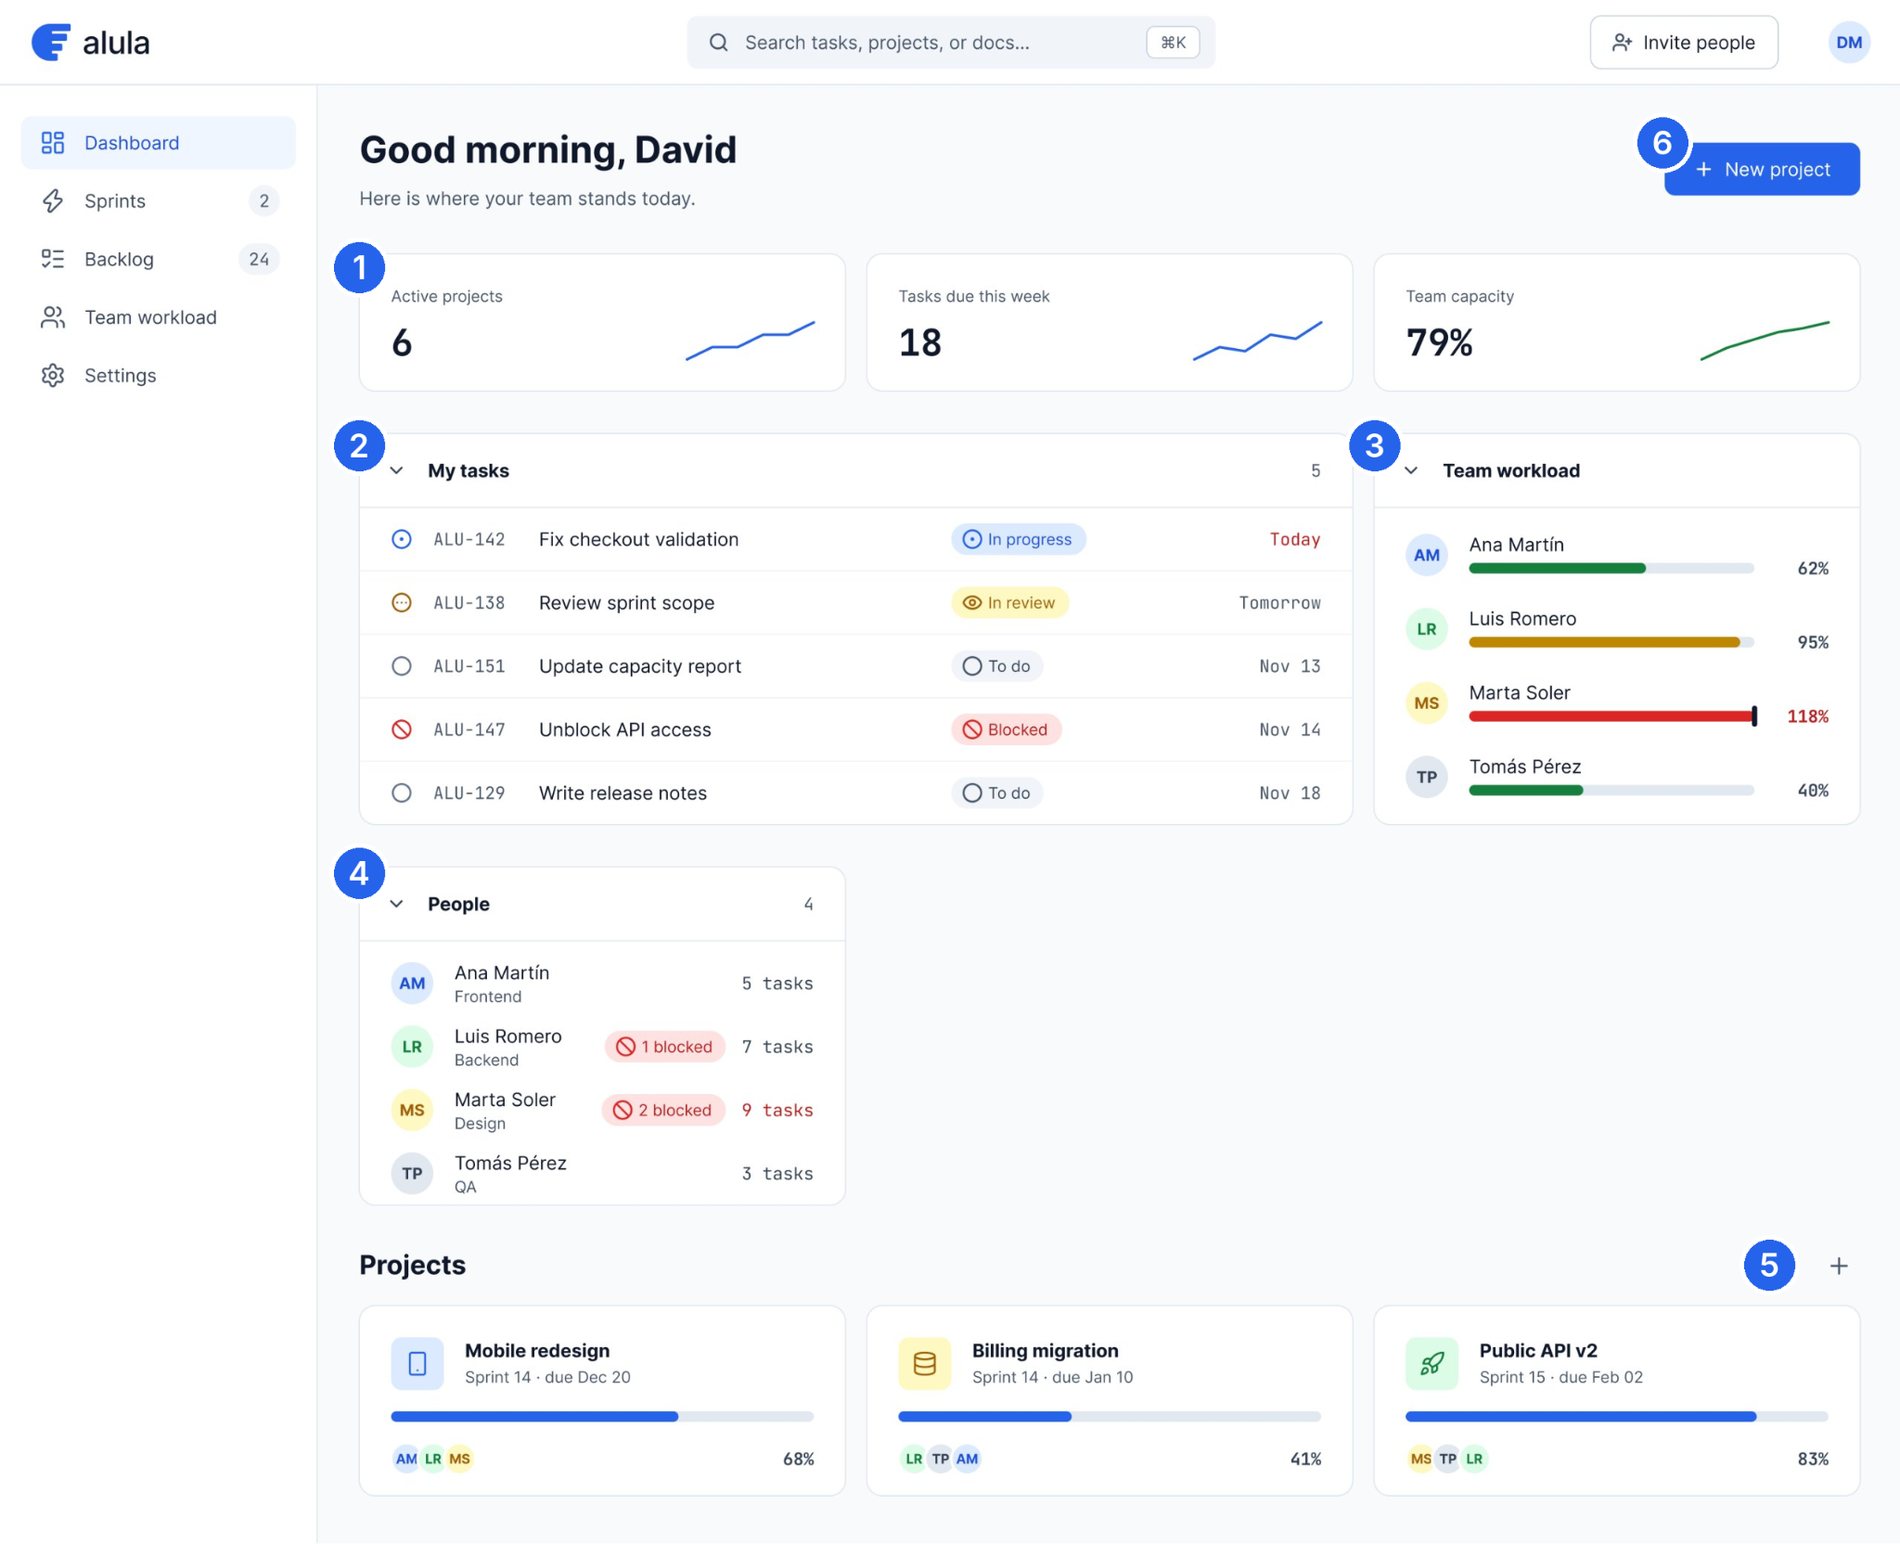 alula
Search tasks, projects, or docs... ⌘K
Invite people
DM
Dashboard
Sprints 2
Backlog 24
Team workload
Settings
Good morning, David
Here is where your team stands today.
6
+ New project
1
Active projects
6
Tasks due this week
18
Team capacity
79%
2
My tasks 5
ALU-142 Fix checkout validation In progress Today
ALU-138 Review sprint scope In review Tomorrow
ALU-151 Update capacity report To do Nov 13
ALU-147 Unblock API access Blocked Nov 14
ALU-129 Write release notes To do Nov 18
3
Team workload
AM Ana Martín 62%
LR Luis Romero 95%
MS Marta Soler 118%
TP Tomás Pérez 40%
4
People 4
AM Ana Martín 5 tasks
Frontend
LR Luis Romero 1 blocked 7 tasks
Backend
MS Marta Soler 2 blocked 9 tasks
Design
TP Tomás Pérez 3 tasks
QA
Projects
5 +
Mobile redesign
Sprint 14 · due Dec 20
AM LR MS 68%
Billing migration
Sprint 14 · due Jan 10
LR TP AM 41%
Public API v2
Sprint 15 · due Feb 02
MS TP LR 83%